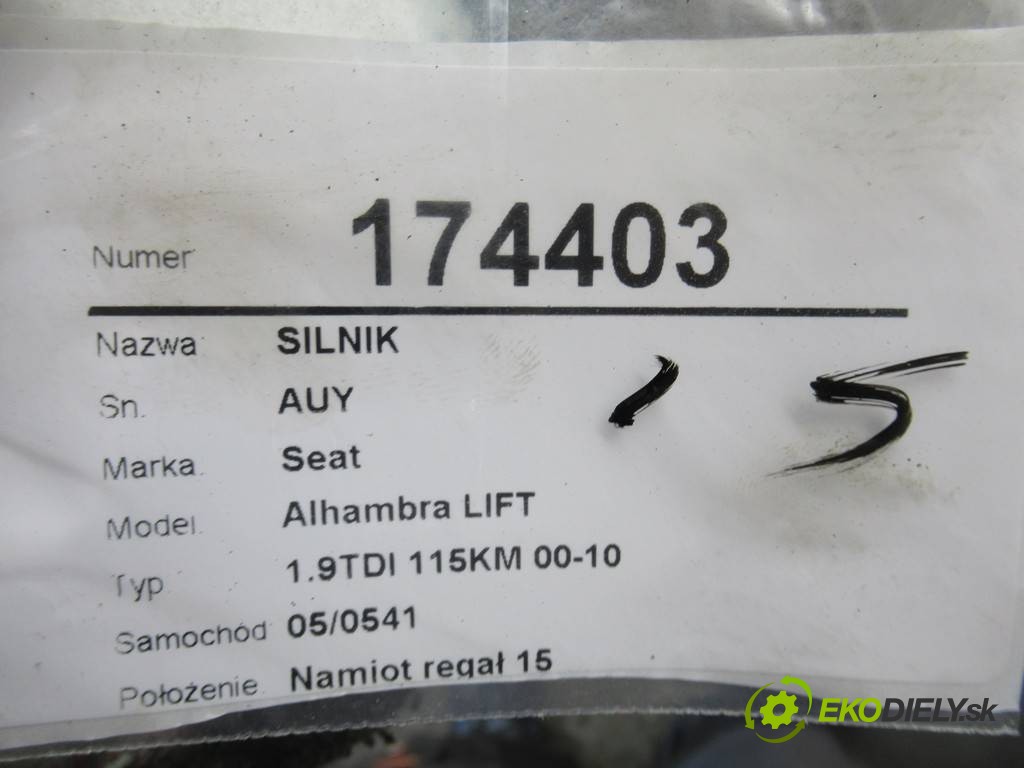 Numer 174403
Nazwa SILNIK
Sn. AUY
Marka. Seat
Model. Alhambra LIFT
Typ 1.9TDI 115KM 00-10
Samochód 05/0541
Położenie. Namiot regał 15
15
EKODIELY.sk